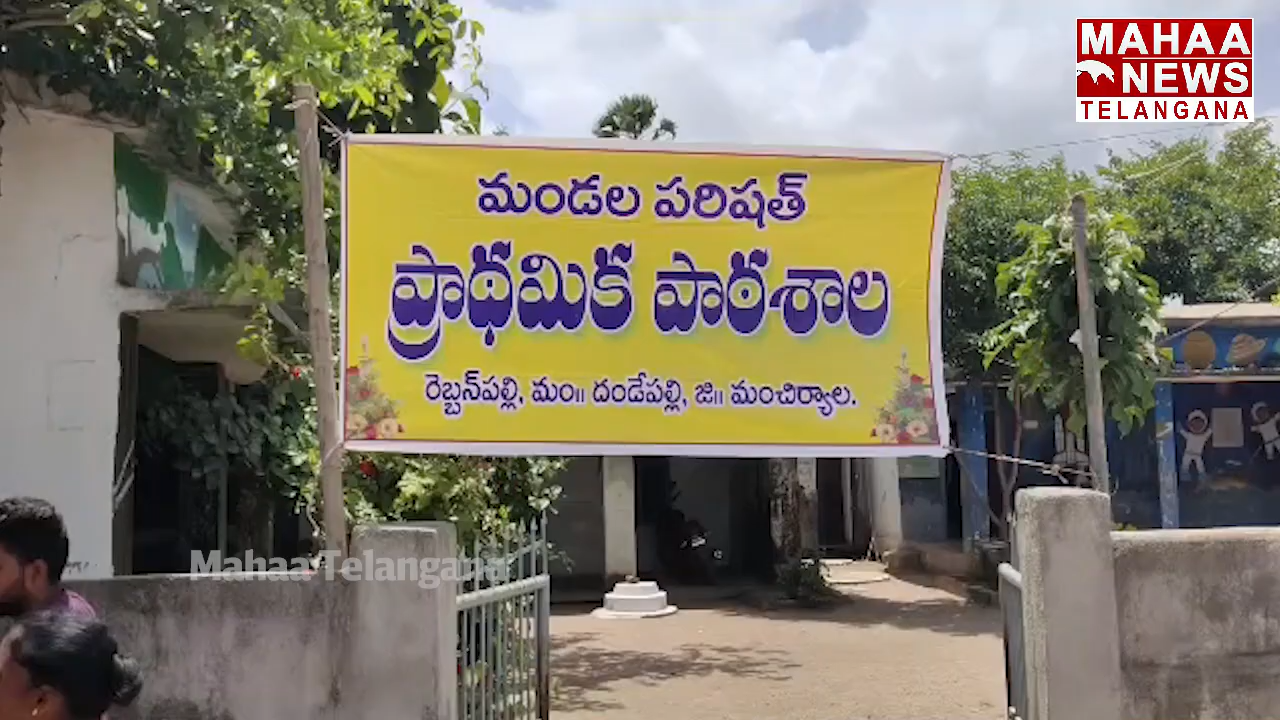 MAHAA
NEWS
TELANGANA
మండల పరిషత్
ప్రాథమిక పాఠశాల
రెబ్బన్‌పల్లి, మం॥ దండేపల్లి, జి॥ మంచిర్యాల.
Mahaa Telangana